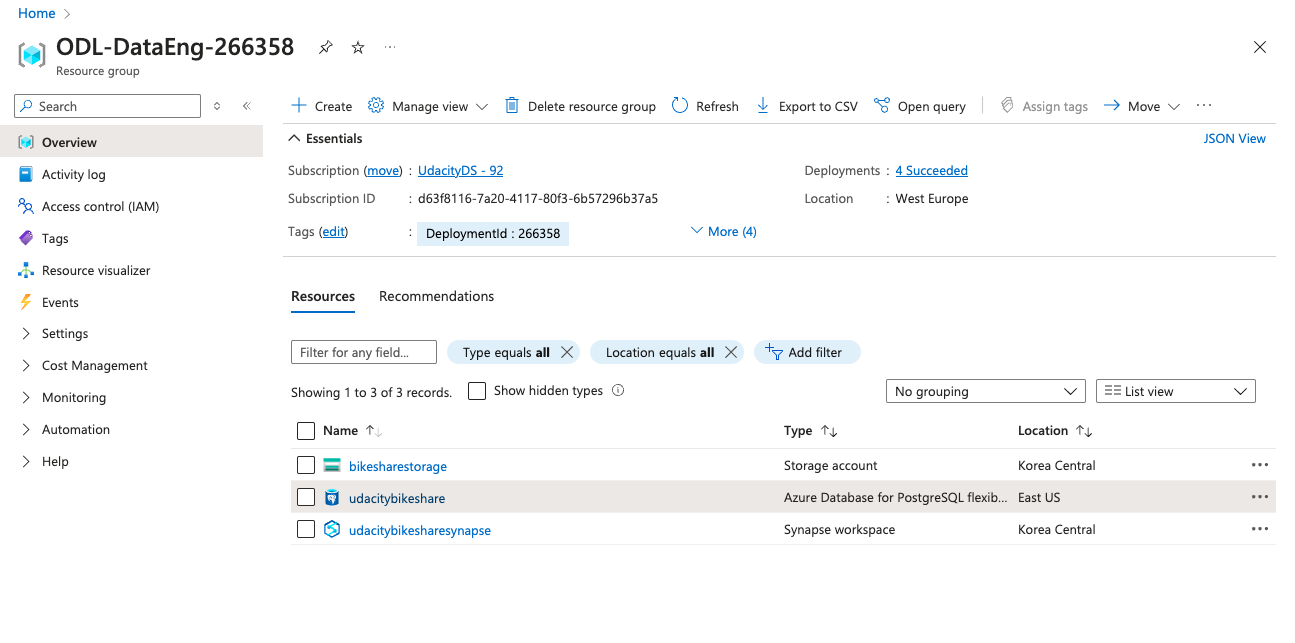 Home
ODL-DataEng-266358
Resource group
Search
Overview
Activity log
Access control (IAM)
Tags
Resource visualizer
Events
Settings
Cost Management
Monitoring
Automation
Help
Create Manage view Delete resource group Refresh Export to CSV Open query Assign tags Move
Essentials JSON View
Subscription (move) : UdacityDS - 92 Deployments : 4 Succeeded
Subscription ID : d63f8116-7a20-4117-80f3-6b57296b37a5 Location : West Europe
Tags (edit) : DeploymentId : 266358 More (4)
Resources Recommendations
Filter for any field... Type equals all Location equals all Add filter
Showing 1 to 3 of 3 records. Show hidden types No grouping List view
Name Type Location
bikesharestorage Storage account Korea Central
udacitybikeshare Azure Database for PostgreSQL flexib... East US
udacitybikesharesynapse Synapse workspace Korea Central